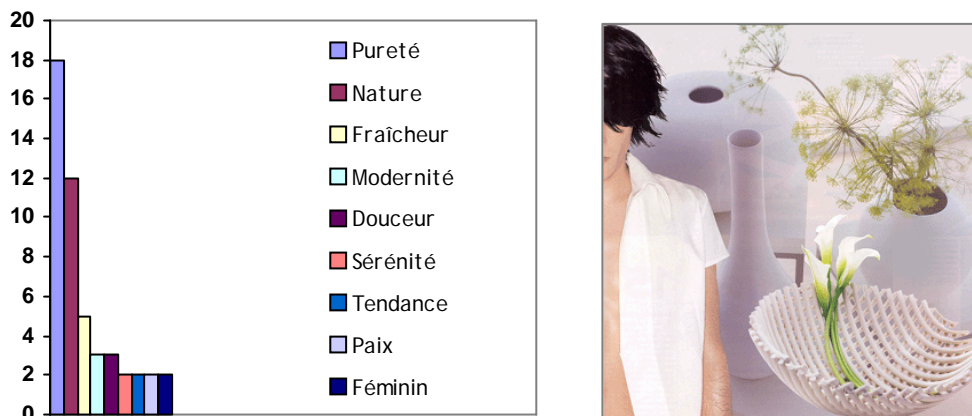 20
18
16
14
12
10
8
6
4
2
0
Pureté
Nature
Fraîcheur
Modernité
Douceur
Sérénité
Tendance
Paix
Féminin